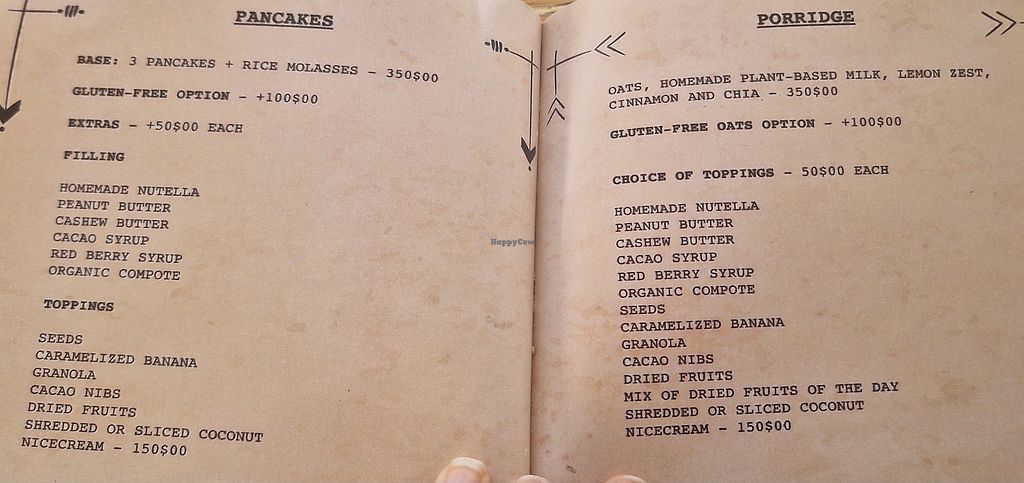 PANCAKES
BASE: 3 PANCAKES + RICE MOLASSES – 350$00
GLUTEN-FREE OPTION – +100$00
EXTRAS – +50$00 EACH
FILLING
HOMEMADE NUTELLA
PEANUT BUTTER
CASHEW BUTTER
CACAO SYRUP
RED BERRY SYRUP
ORGANIC COMPOTE
TOPPINGS
SEEDS
CARAMELIZED BANANA
GRANOLA
CACAO NIBS
DRIED FRUITS
SHREDDED OR SLICED COCONUT
NICECREAM – 150$00
HappyCow
PORRIDGE
OATS, HOMEMADE PLANT-BASED MILK, LEMON ZEST,
CINNAMON AND CHIA – 350$00
GLUTEN-FREE OATS OPTION – +100$00
CHOICE OF TOPPINGS – 50$00 EACH
HOMEMADE NUTELLA
PEANUT BUTTER
CASHEW BUTTER
CACAO SYRUP
RED BERRY SYRUP
ORGANIC COMPOTE
SEEDS
CARAMELIZED BANANA
GRANOLA
CACAO NIBS
DRIED FRUITS
MIX OF DRIED FRUITS OF THE DAY
SHREDDED OR SLICED COCONUT
NICECREAM – 150$00